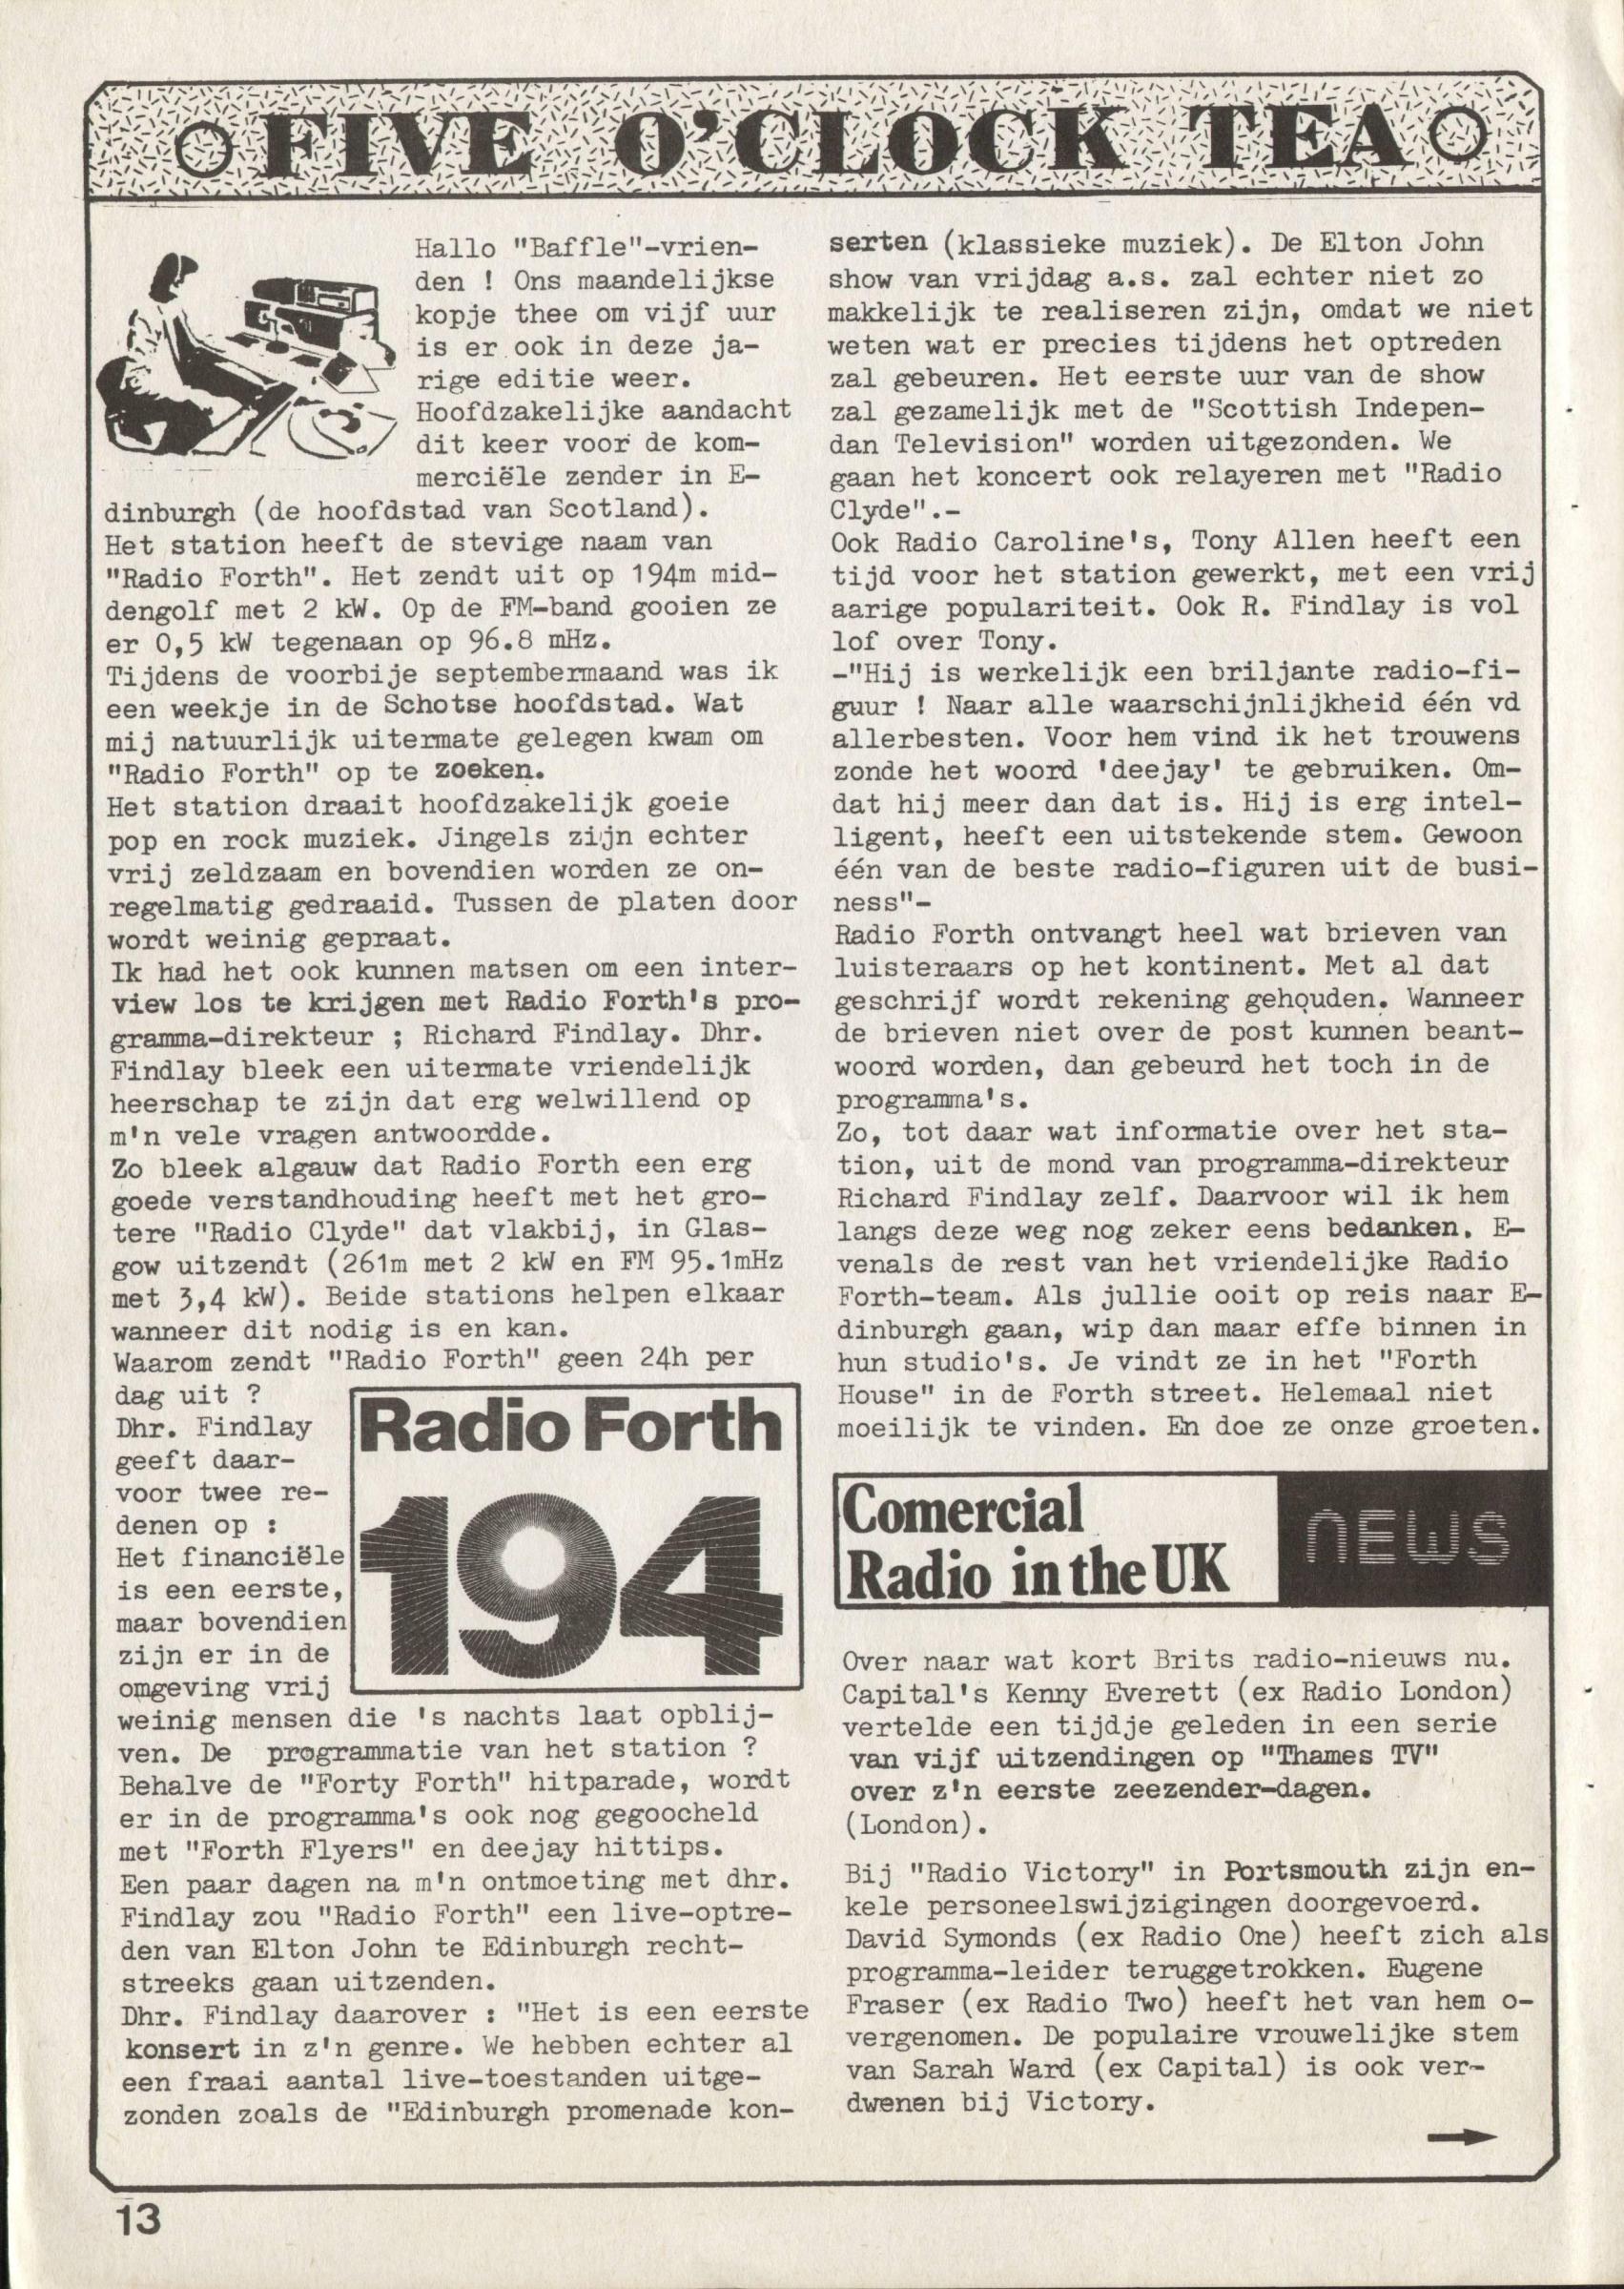 FIVE O'CLOCK TEA
Hallo "Baffle"-vrien-
den ! Ons maandelijkse
kopje thee om vijf uur
is er ook in deze ja-
rige editie weer.
Hoofdzakelijke aandacht
dit keer voor de kom-
merciële zender in E-
dinburgh (de hoofdstad van Scotland).
Het station heeft de stevige naam van
"Radio Forth". Het zendt uit op 194m mid-
dengolf met 2 kW. Op de FM-band gooien ze
er 0,5 kW tegenaan op 96.8 mHz.
Tijdens de voorbije septembermaand was ik
een weekje in de Schotse hoofdstad. Wat
mij natuurlijk uitermate gelegen kwam om
"Radio Forth" op te zoeken.
Het station draait hoofdzakelijk goeie
pop en rock muziek. Jingels zijn echter
vrij zeldzaam en bovendien worden ze on-
regelmatig gedraaid. Tussen de platen door
wordt weinig gepraat.
Ik had het ook kunnen matsen om een inter-
view los te krijgen met Radio Forth's pro-
gramma-direkteur ; Richard Findlay. Dhr.
Findlay bleek een uitermate vriendelijk
heerschap te zijn dat erg welwillend op
m'n vele vragen antwoordde.
Zo bleek algauw dat Radio Forth een erg
goede verstandhouding heeft met het gro-
tere "Radio Clyde" dat vlakbij, in Glas-
gow uitzendt (261m met 2 kW en FM 95.1mHz
met 3,4 kW). Beide stations helpen elkaar
wanneer dit nodig is en kan.
Waarom zendt "Radio Forth" geen 24h per
dag uit ?
Dhr. Findlay
geeft daar-
voor twee re-
denen op :
Het financiële
is een eerste,
maar bovendien
zijn er in de
omgeving vrij
Radio Forth
194
weinig mensen die 's nachts laat opblij-
ven. De programmatie van het station ?
Behalve de "Forty Forth" hitparade, wordt
er in de programma's ook nog gegoocheld
met "Forth Flyers" en deejay hittips.
Een paar dagen na m'n ontmoeting met dhr.
Findlay zou "Radio Forth" een live-optre-
den van Elton John te Edinburgh recht-
streeks gaan uitzenden.
Dhr. Findlay daarover : "Het is een eerste
konsert in z'n genre. We hebben echter al
een fraai aantal live-toestanden uitge-
zonden zoals de "Edinburgh promenade kon-
serten (klassieke muziek). De Elton John
show van vrijdag a.s. zal echter niet zo
makkelijk te realiseren zijn, omdat we niet
weten wat er precies tijdens het optreden
zal gebeuren. Het eerste uur van de show
zal gezamelijk met de "Scottish Indepen-
dan Television" worden uitgezonden. We
gaan het koncert ook relayeren met "Radio
Clyde".-
Ook Radio Caroline's, Tony Allen heeft een
tijd voor het station gewerkt, met een vrij
aarige populariteit. Ook R. Findlay is vol
lof over Tony.
-"Hij is werkelijk een briljante radio-fi-
guur ! Naar alle waarschijnlijkheid één vd
allerbesten. Voor hem vind ik het trouwens
zonde het woord 'deejay' te gebruiken. Om-
dat hij meer dan dat is. Hij is erg intel-
ligent, heeft een uitstekende stem. Gewoon
één van de beste radio-figuren uit de busi-
ness"-
Radio Forth ontvangt heel wat brieven van
luisteraars op het kontinent. Met al dat
geschrijf wordt rekening gehouden. Wanneer
de brieven niet over de post kunnen beant-
woord worden, dan gebeurd het toch in de
programma's.
Zo, tot daar wat informatie over het sta-
tion, uit de mond van programma-direkteur
Richard Findlay zelf. Daarvoor wil ik hem
langs deze weg nog zeker eens bedanken. E-
venals de rest van het vriendelijke Radio
Forth-team. Als jullie ooit op reis naar E-
dinburgh gaan, wip dan maar effe binnen in
hun studio's. Je vindt ze in het "Forth
House" in de Forth street. Helemaal niet
moeilijk te vinden. En doe ze onze groeten.
Comercial
Radio in the UK
NEWS
Over naar wat kort Brits radio-nieuws nu.
Capital's Kenny Everett (ex Radio London)
vertelde een tijdje geleden in een serie
van vijf uitzendingen op "Thames TV"
over z'n eerste zeezender-dagen.
(London).
Bij "Radio Victory" in Portsmouth zijn en-
kele personeelswijzigingen doorgevoerd.
David Symonds (ex Radio One) heeft zich als
programma-leider teruggetrokken. Eugene
Fraser (ex Radio Two) heeft het van hem o-
vergenomen. De populaire vrouwelijke stem
van Sarah Ward (ex Capital) is ook ver-
dwenen bij Victory.
13